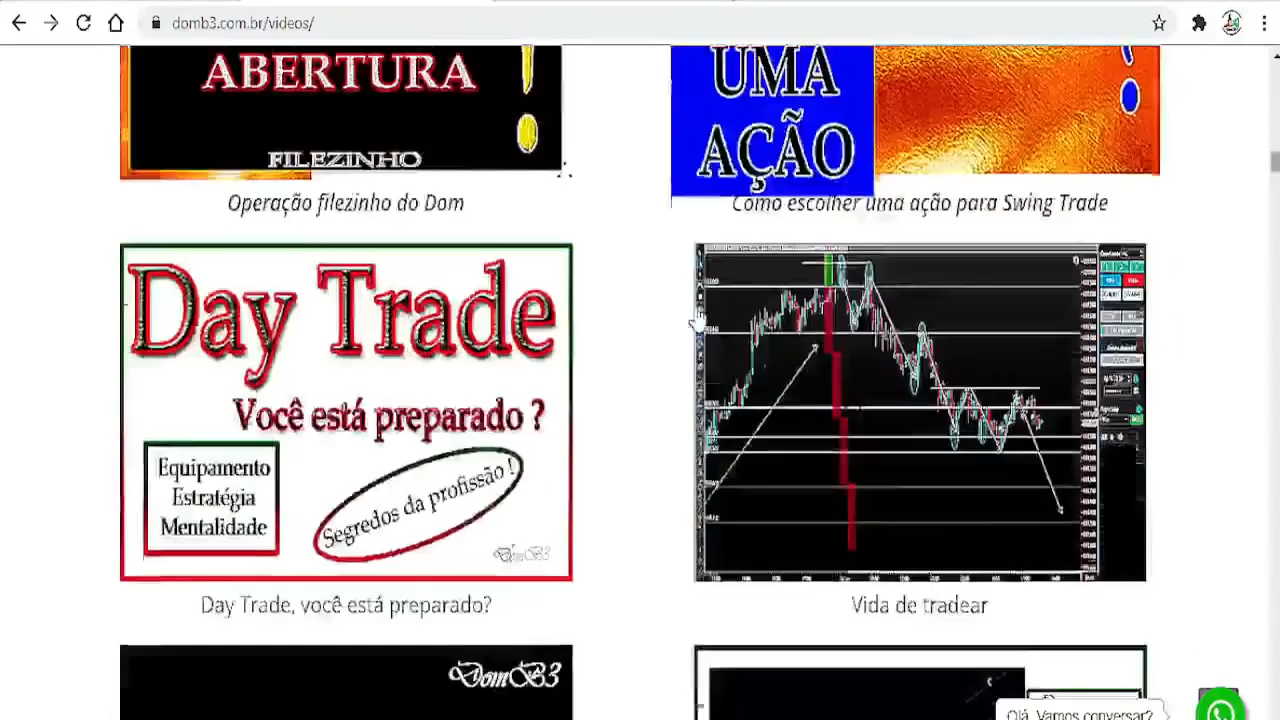 domb3.com.br/videos/
ABERTURA !
FILEZINHO
UMA
AÇÃO
Operação filezinho do Dom
Como escolher uma ação para Swing Trade
Day Trade
Você está preparado ?
Equipamento
Estratégia
Mentalidade
Segredos da profissão !
DomB3
Day Trade, você está preparado?
Vida de tradear
DomB3
Olá, Vamos conversar?